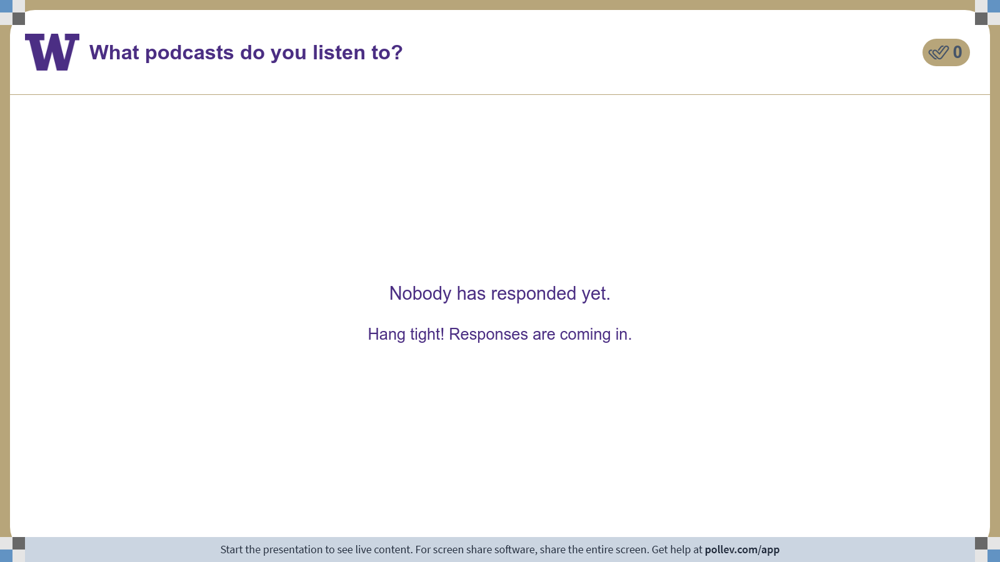 W What podcasts do you listen to?
0
Nobody has responded yet.
Hang tight! Responses are coming in.
Start the presentation to see live content. For screen share software, share the entire screen. Get help at pollev.com/app